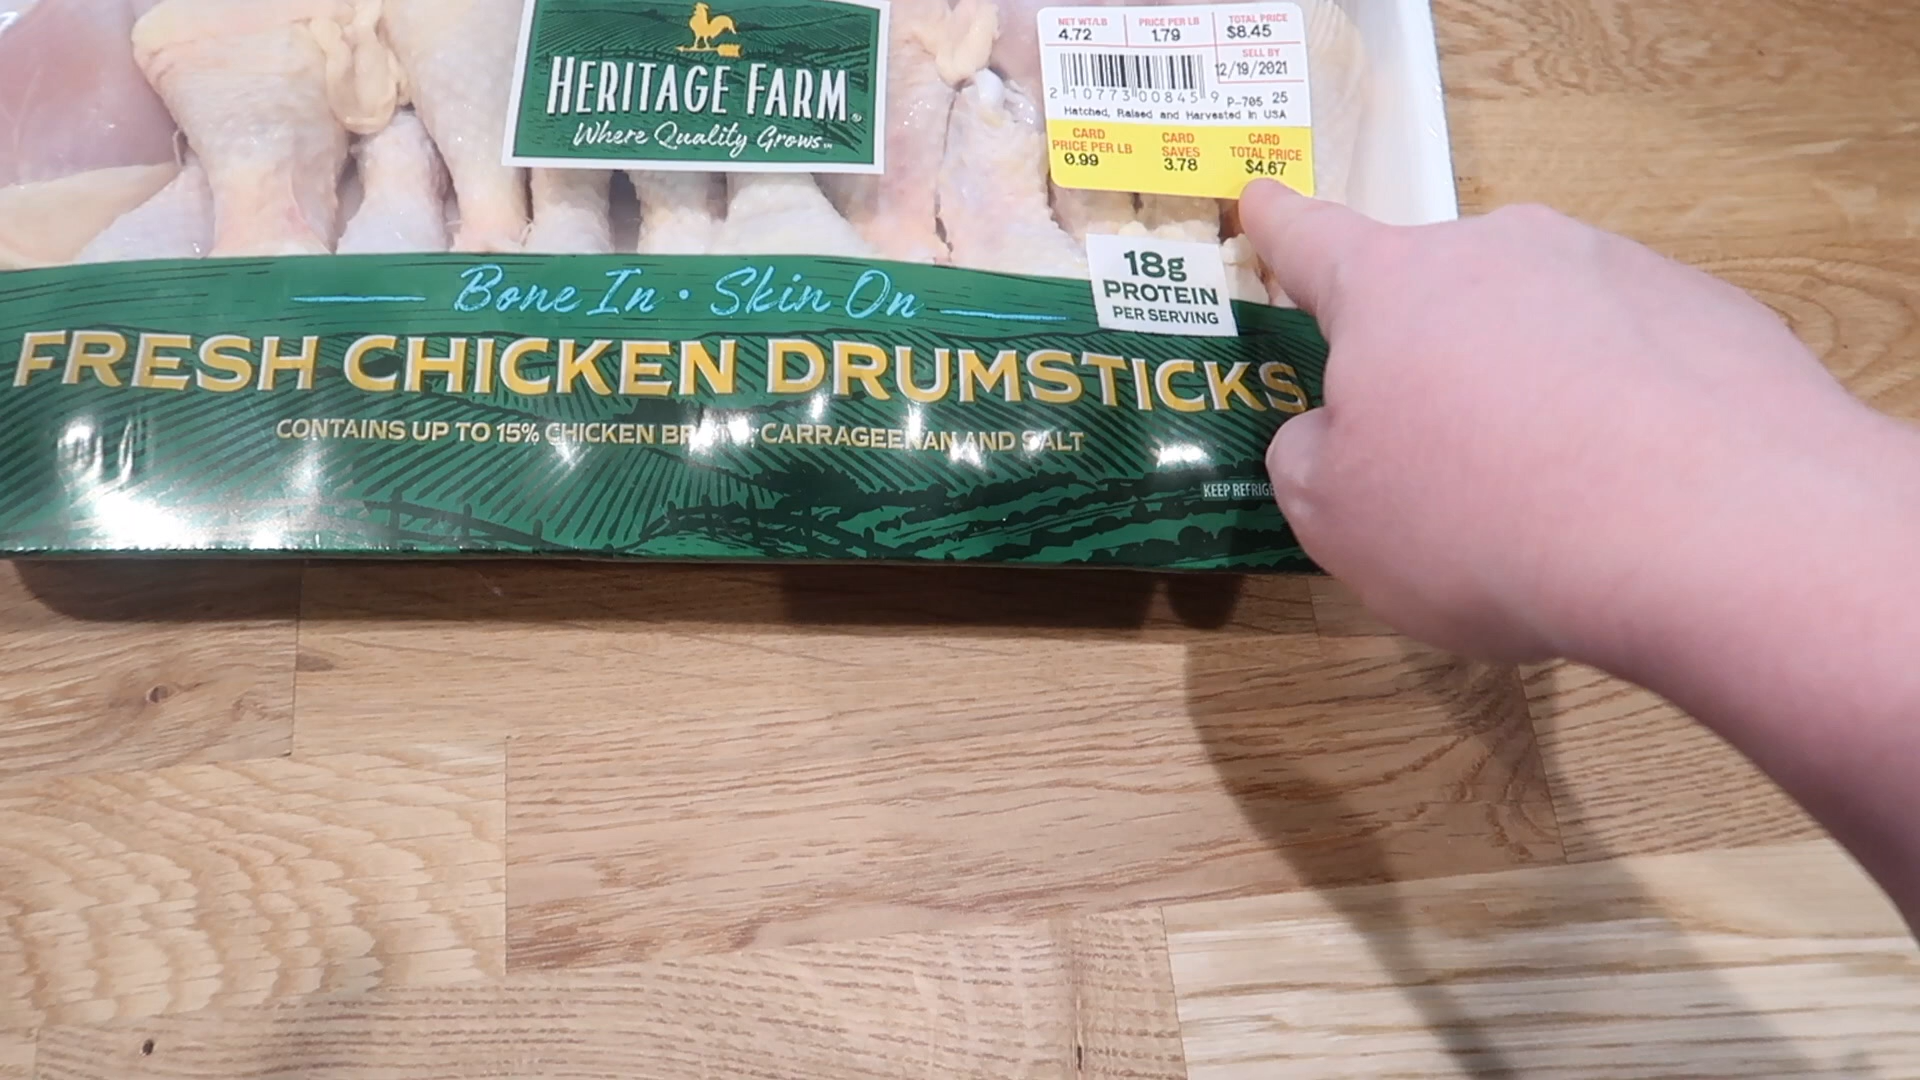 HERITAGE FARM®
Where Quality Grows™
NET WT/LB PRICE PER LB TOTAL PRICE
4.72 1.79 $8.45
SELL BY
12/19/2021
2 10773 00845 9 P-705 25
Hatched, Raised and Harvested in USA
CARD PRICE PER LB
0.99
CARD SAVES
3.78
CARD TOTAL PRICE
$4.67
18g
PROTEIN
PER SERVING
Bone In • Skin On
FRESH CHICKEN DRUMSTICKS
CONTAINS UP TO 15% CHICKEN CARRAGEENAN AND SALT
KEEP